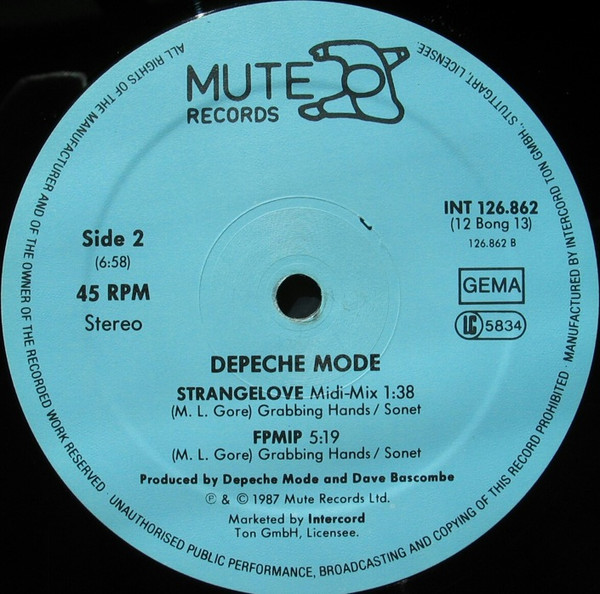 MUTE
RECORDS
Side 2
(6:58)
45 RPM
Stereo
INT 126.862
(12 Bong 13)
126.862 B
GEMA
LC 5834
DEPECHE MODE
STRANGELOVE Midi-Mix 1:38
(M. L. Gore) Grabbing Hands / Sonet
FPMIP 5:19
(M. L. Gore) Grabbing Hands / Sonet
Produced by Depeche Mode and Dave Bascombe
℗ & © 1987 Mute Records Ltd.
Marketed by Intercord
Ton GmbH, Licensee.
ALL RIGHTS OF THE MANUFACTURER AND OF THE OWNER OF THE RECORDED WORK RESERVED · UNAUTHORISED PUBLIC PERFORMANCE, BROADCASTING AND COPYING OF THIS RECORD PROHIBITED · MANUFACTURED BY INTERCORD TON GMBH., STUTTGART, LICENSEE.